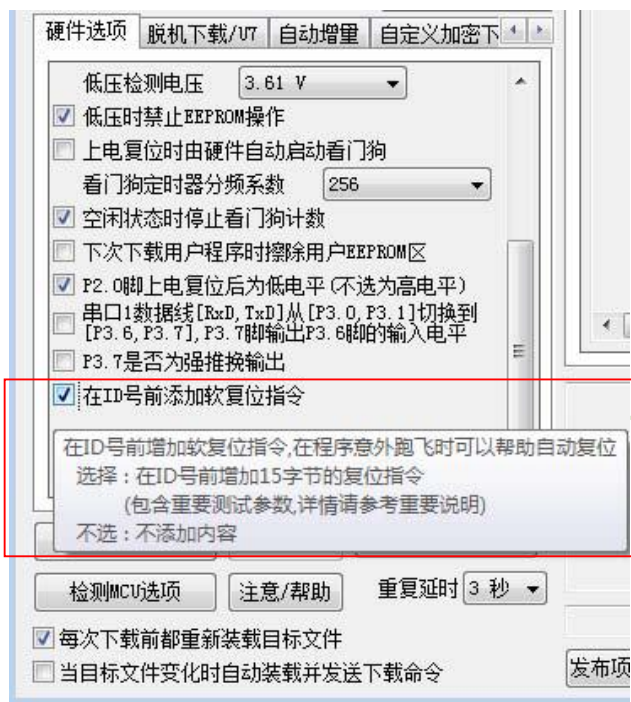 硬件选项 脱机下载/U7 自动增量 自定义加密下
低压检测电压 3.61 V
低压时禁止EEPROM操作
上电复位时由硬件自动启动看门狗
看门狗定时器分频系数 256
空闲状态时停止看门狗计数
下次下载用户程序时擦除用户EEPROM区
P2.0脚上电复位后为低电平(不选为高电平)
串口1数据线[RxD,TxD]从[P3.0,P3.1]切换到
[P3.6,P3.7],P3.7脚输出P3.6脚的输入电平
P3.7是否为强推挽输出
在ID号前添加软复位指令
在ID号前增加软复位指令,在程序意外跑飞时可以帮助自动复位
选择：在ID号前增加15字节的复位指令
(包含重要测试参数,详情请参考重要说明)
不选：不添加内容
检测MCU选项 注意/帮助 重复延时 3 秒
每次下载前都重新装载目标文件
当目标文件变化时自动装载并发送下载命令
发布项